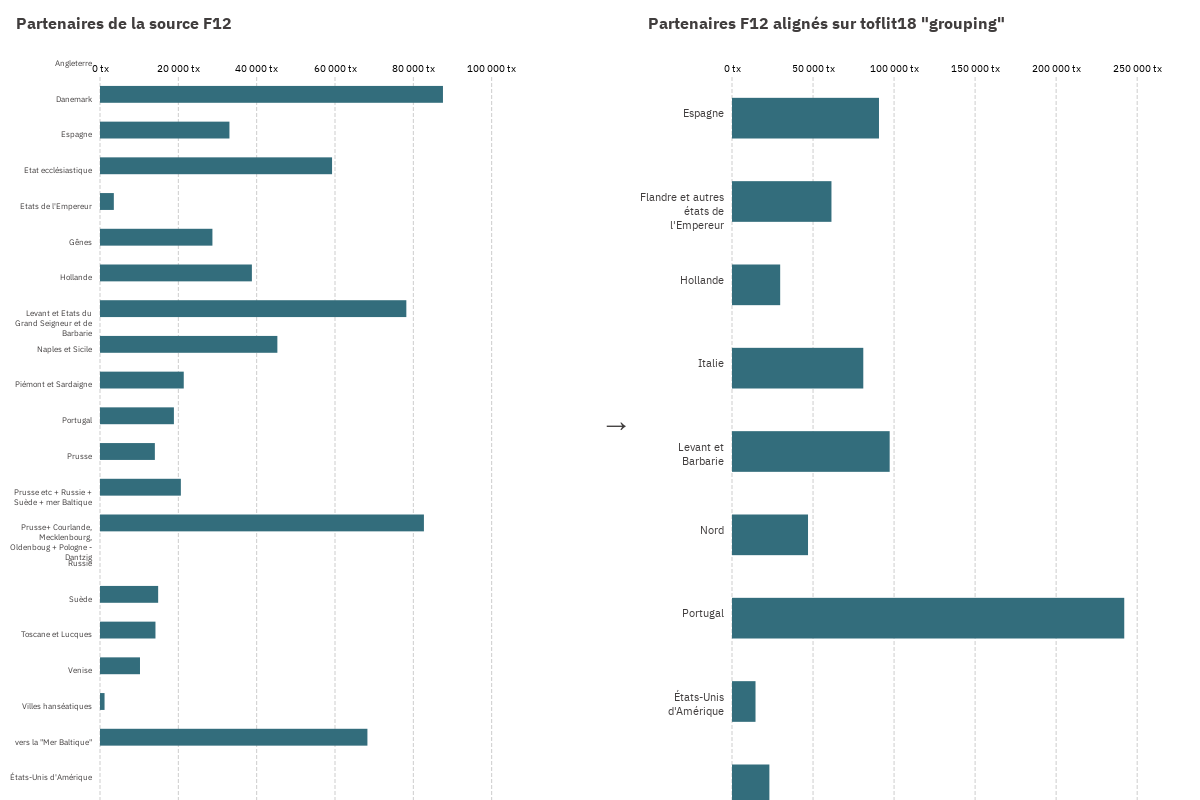 Partenaires de la source F12
0 tx
20 000 tx
40 000 tx
60 000 tx
80 000 tx
100 000 tx
Angleterre
Danemark
Espagne
Etat ecclésiastique
Etats de l'Empereur
Gênes
Hollande
Levant et Etats du
Grand Seigneur et de
Barbarie
Naples et Sicile
Piémont et Sardaigne
Portugal
Prusse
Prusse etc + Russie +
Suède + mer Baltique
Prusse+ Courlande,
Mecklenbourg,
Oldenboug + Pologne -
Dantzig
Russie
Suède
Toscane et Lucques
Venise
Villes hanséatiques
vers la "Mer Baltique"
États-Unis d'Amérique
→
Partenaires F12 alignés sur toflit18 "grouping"
0 tx
50 000 tx
100 000 tx
150 000 tx
200 000 tx
250 000 tx
Espagne
Flandre et autres
états de
l'Empereur
Hollande
Italie
Levant et
Barbarie
Nord
Portugal
États-Unis
d'Amérique